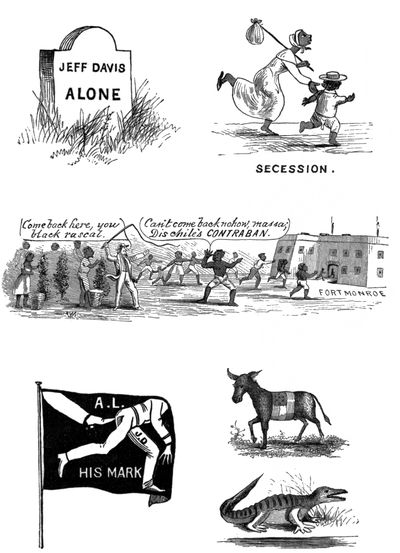 JEFF DAVIS
ALONE
SECESSION.
Come back here, you
black rascal.
Can't come back nohow, massa;
Dis chile's CONTRABAN.
FORT MONROE
A.L.
J.D
HIS MARK